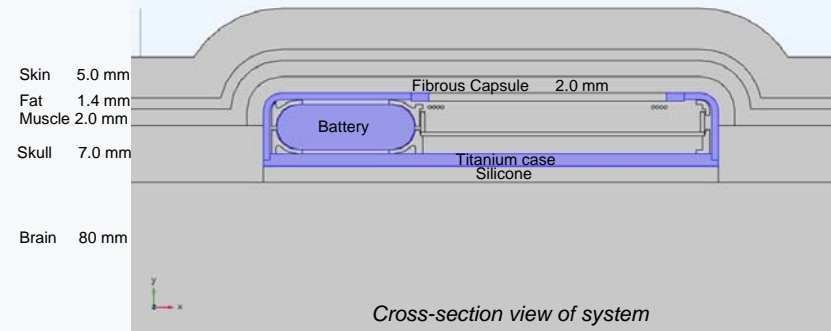 Skin 5.0 mm
Fat 1.4 mm
Muscle 2.0 mm
Skull 7.0 mm
Brain 80 mm
Fibrous Capsule 2.0 mm
Battery
Titanium case
Silicone
y
x
Cross-section view of system